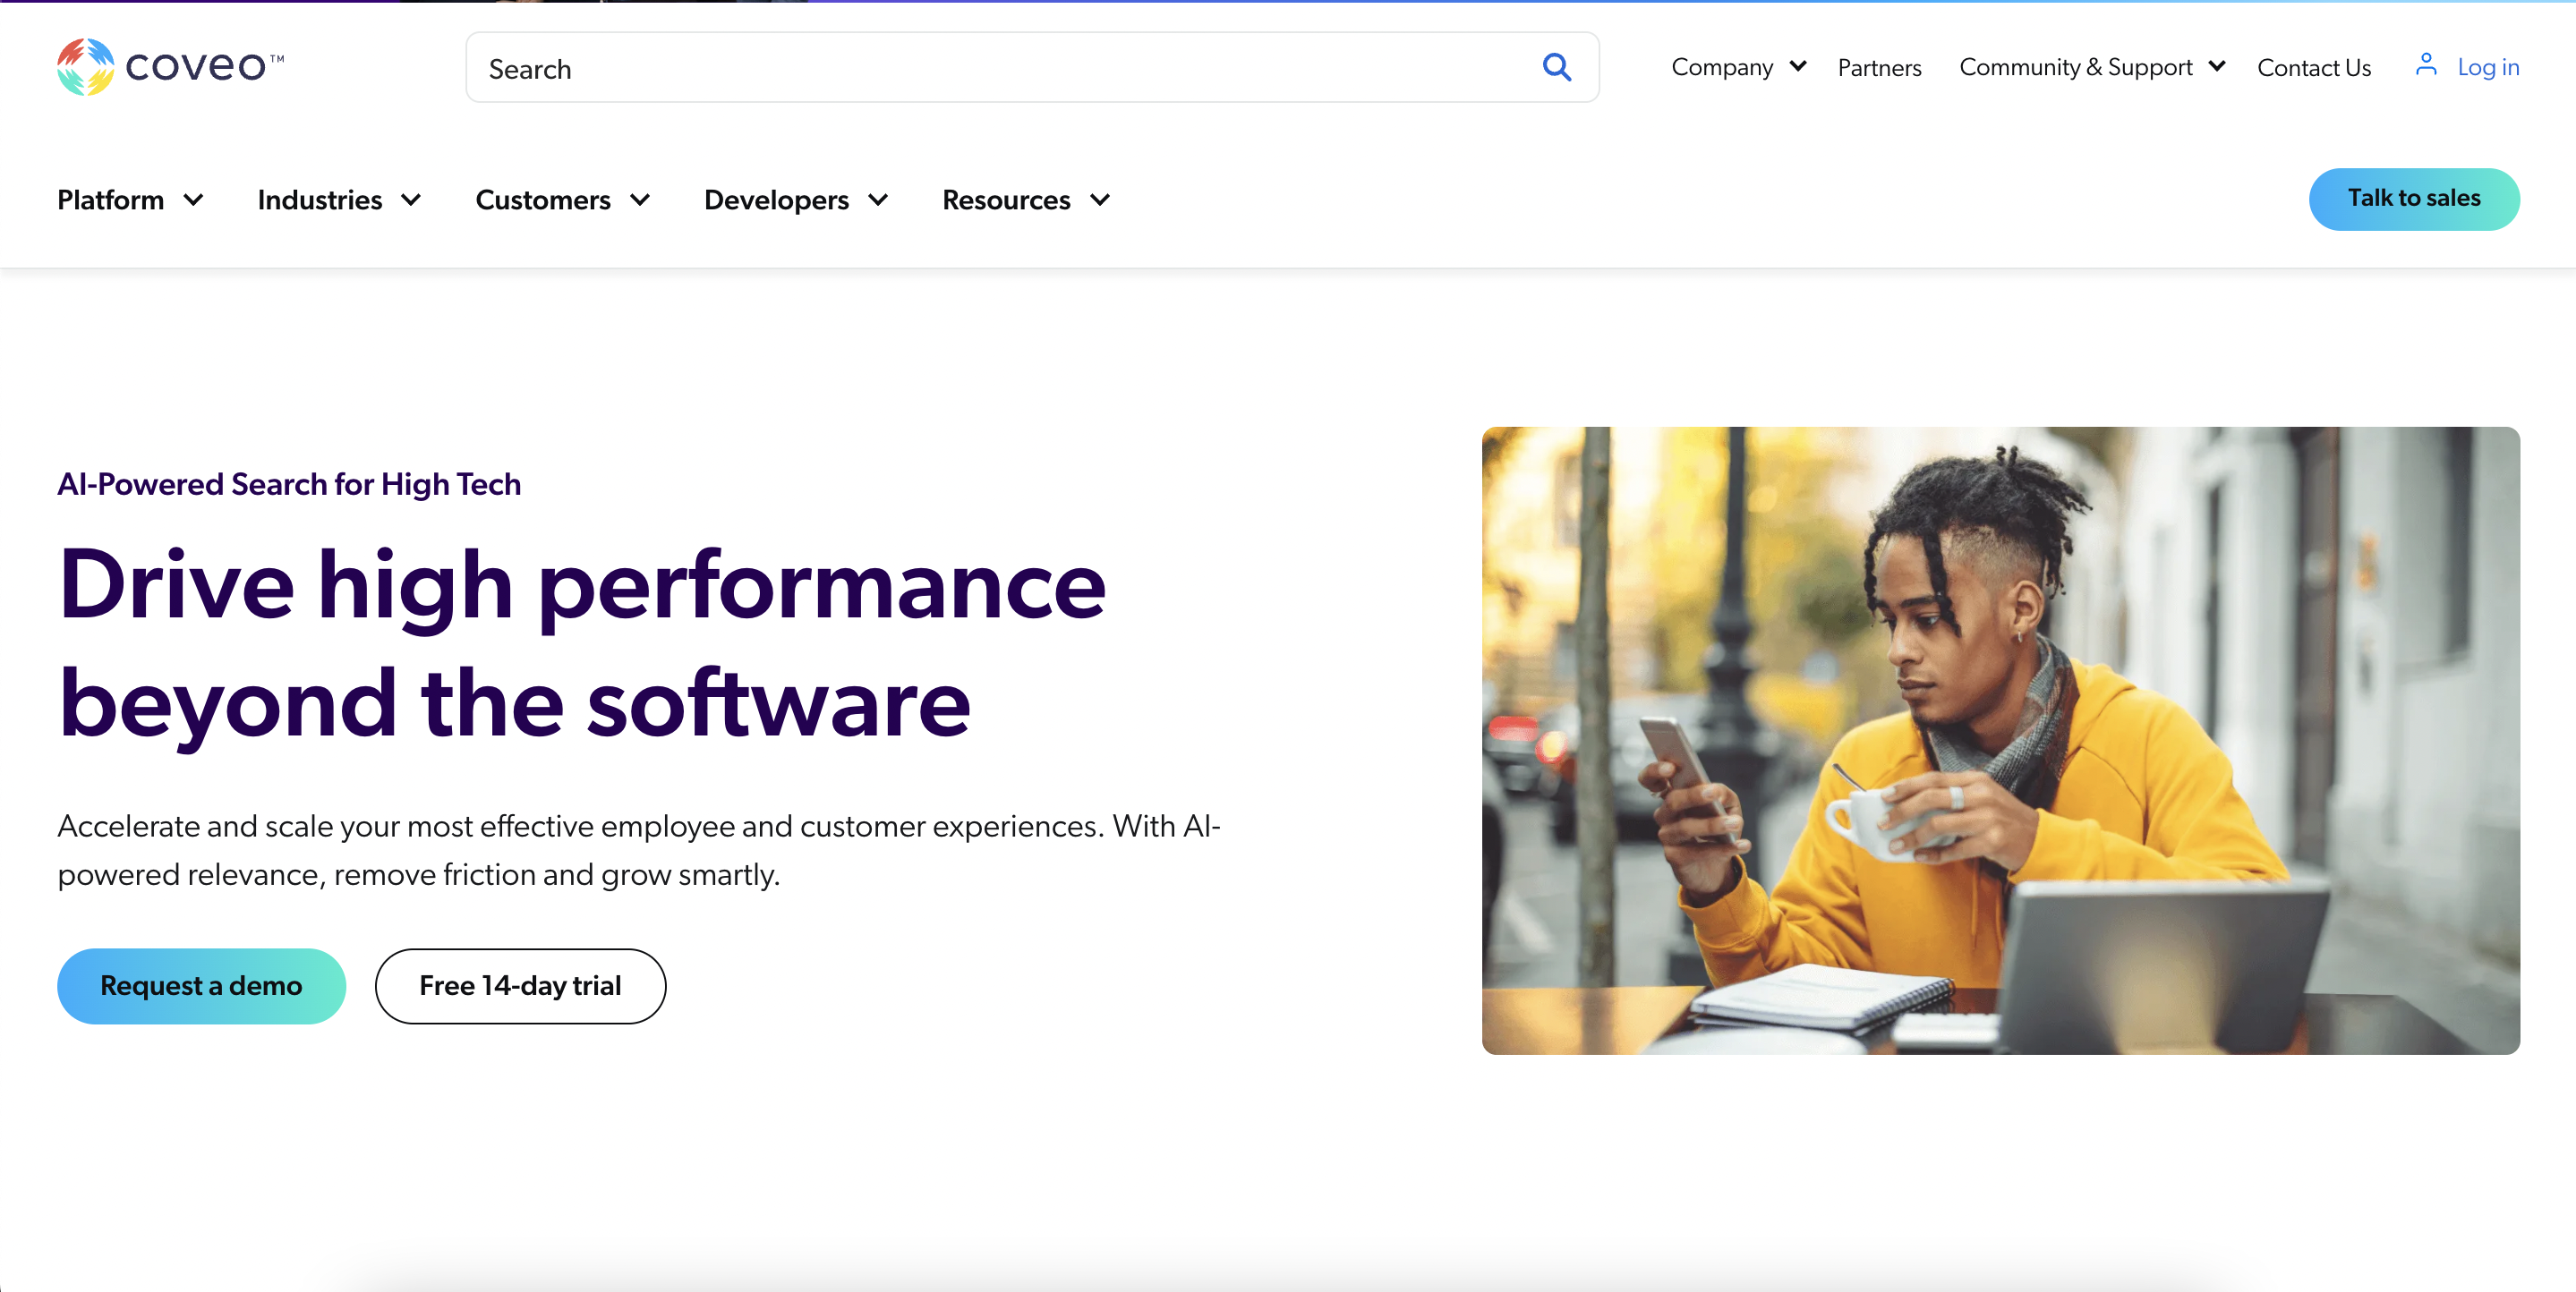 coveo™
Search
Company
Partners
Community & Support
Contact Us
Log in
Platform
Industries
Customers
Developers
Resources
Talk to sales
AI-Powered Search for High Tech
Drive high performance
beyond the software
Accelerate and scale your most effective employee and customer experiences. With AI-
powered relevance, remove friction and grow smartly.
Request a demo
Free 14-day trial